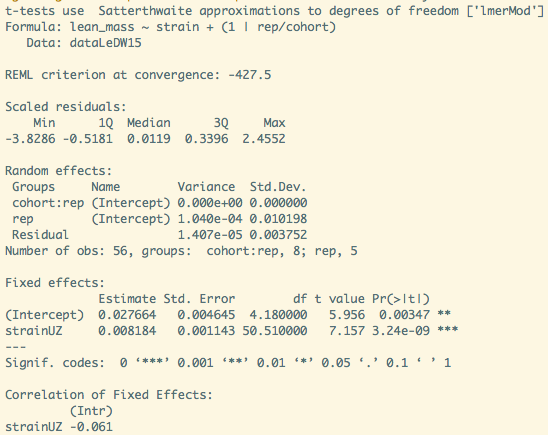 t-tests use  Satterthwaite approximations to degrees of freedom ['lmerMod']
Formula: lean_mass ~ strain + (1 | rep/cohort)
   Data: dataLeDW15

REML criterion at convergence: -427.5

Scaled residuals:
    Min      1Q  Median      3Q     Max
-3.8286 -0.5181  0.0119  0.3396  2.4552

Random effects:
 Groups     Name        Variance  Std.Dev.
 cohort:rep (Intercept) 0.000e+00 0.000000
 rep        (Intercept) 1.040e-04 0.010198
 Residual               1.407e-05 0.003752
Number of obs: 56, groups:  cohort:rep, 8; rep, 5

Fixed effects:
             Estimate Std. Error        df t value Pr(>|t|)
(Intercept)  0.027664   0.004645  4.180000   5.956  0.00347 **
strainUZ     0.008184   0.001143 50.510000   7.157 3.24e-09 ***
---
Signif. codes:  0 ‘***’ 0.001 ‘**’ 0.01 ‘*’ 0.05 ‘.’ 0.1 ‘ ’ 1

Correlation of Fixed Effects:
         (Intr)
strainUZ -0.061